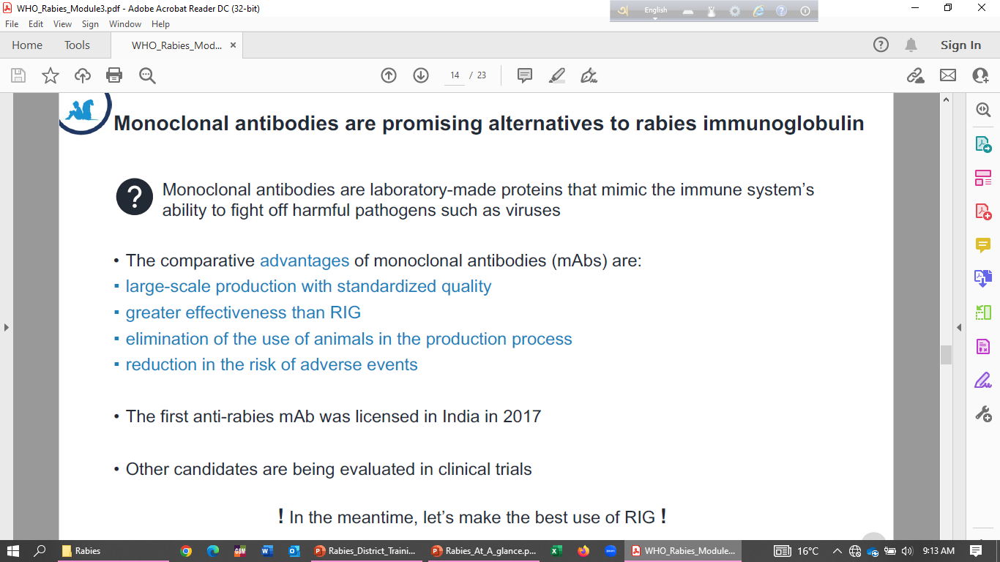 WHO_Rabies_Module3.pdf - Adobe Acrobat Reader DC (32-bit)
English
File Edit View Sign Window Help
Home Tools WHO_Rabies_Mod... × Sign In
14 / 23
Monoclonal antibodies are promising alternatives to rabies immunoglobulin
? Monoclonal antibodies are laboratory-made proteins that mimic the immune system’s
ability to fight off harmful pathogens such as viruses
• The comparative advantages of monoclonal antibodies (mAbs) are:
▪ large-scale production with standardized quality
▪ greater effectiveness than RIG
▪ elimination of the use of animals in the production process
▪ reduction in the risk of adverse events
• The first anti-rabies mAb was licensed in India in 2017
• Other candidates are being evaluated in clinical trials
! In the meantime, let’s make the best use of RIG !
Rabies GSM Rabies_District_Traini... Rabies_At_A_glance.p... WHO_Rabies_Module... 16°C 9:13 AM